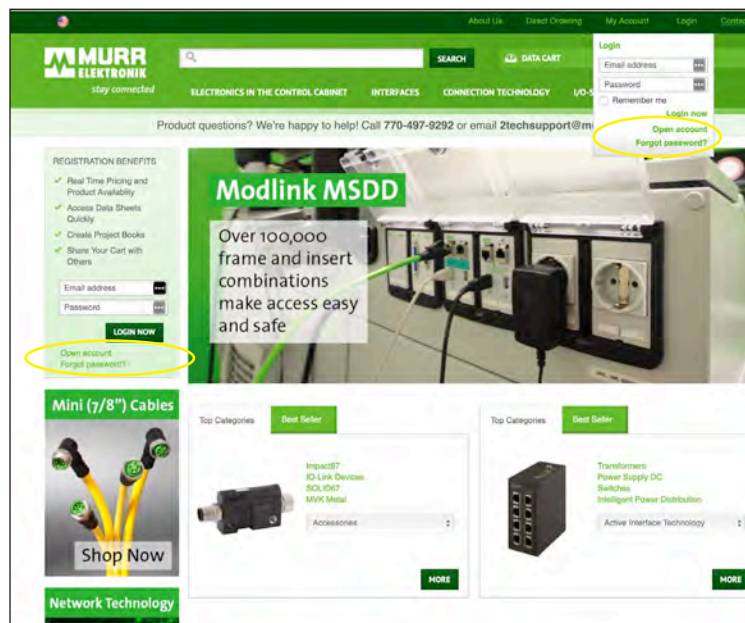 About Us Direct Ordering My Account Login
MURR
ELEKTRONIK
stay connected
SEARCH
DATA CART
ELECTRONICS IN THE CONTROL CABINET INTERFACES CONNECTION TECHNOLOGY
Login
Email address
Password
Remember me
Login now
Open account
Forgot password?
Product questions? We're happy to help! Call 770-497-9292 or email
REGISTRATION BENEFITS
Real Time Pricing and
Product Availability
Access Data Sheets
Quickly
Create Project Books
Share Your Cart with
Others
Email address
Password
LOGIN NOW
Open account
Forgot password?
Modlink MSDD
Over 100,000
frame and insert
combinations
make access easy
and safe
Mini (7/8") Cables
Shop Now
Network Technology
Top Categories Best Seller
Impact67
IO-Link Devices
SOLID67
MVK Metal
Accessories
MORE
Top Categories Best Seller
Transformers
Power Supply DC
Switches
Intelligent Power Distribution
Active Interface Technology
MORE